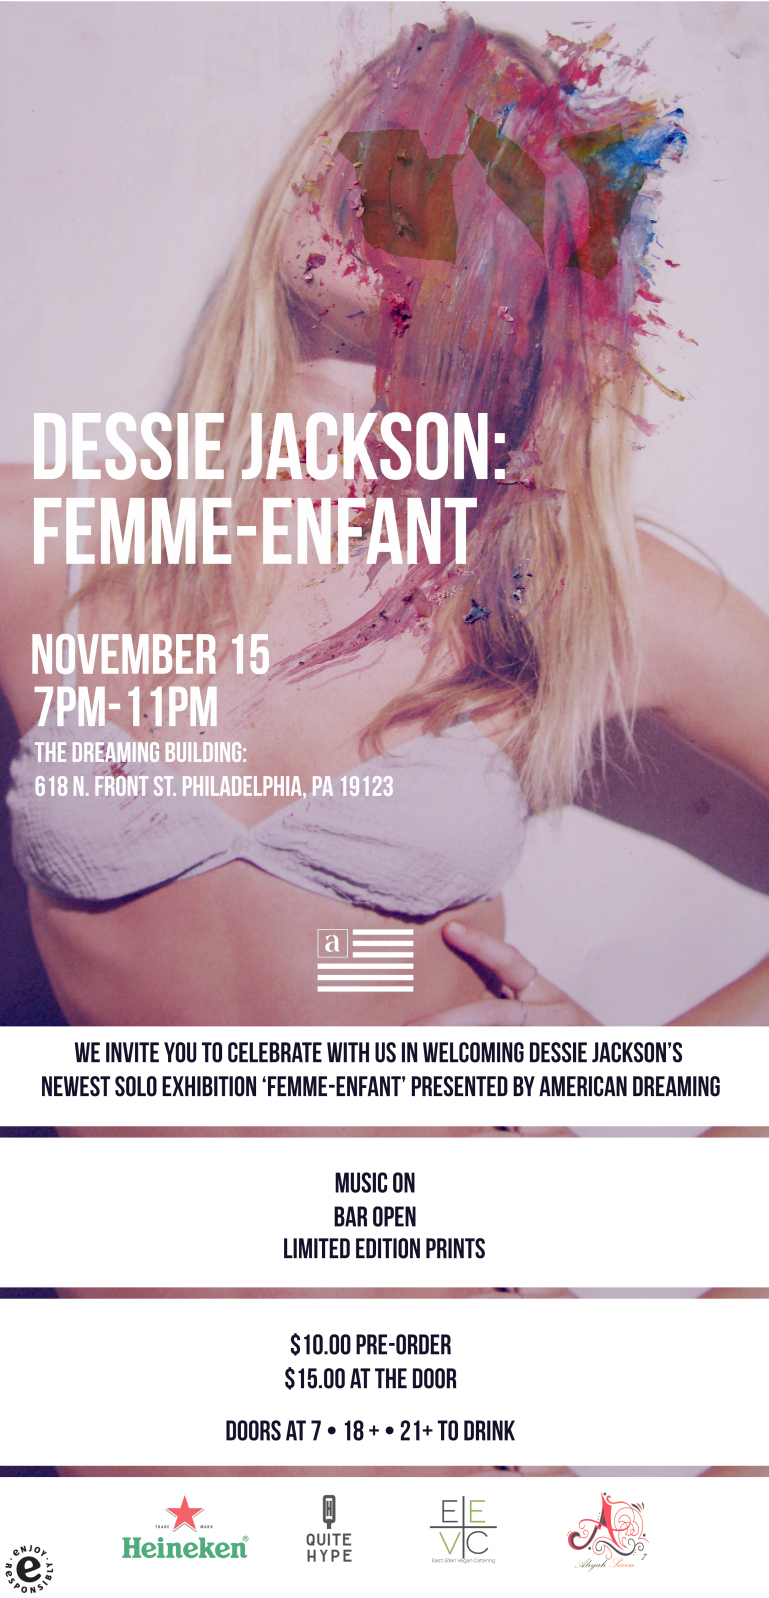 DESSIE JACKSON:
FEMME-ENFANT
NOVEMBER 15
7PM-11PM
THE DREAMING BUILDING:
618 N. FRONT ST. PHILADELPHIA, PA 19123
a
WE INVITE YOU TO CELEBRATE WITH US IN WELCOMING DESSIE JACKSON'S
NEWEST SOLO EXHIBITION ‘FEMME-ENFANT’ PRESENTED BY AMERICAN DREAMING
MUSIC ON
BAR OPEN
LIMITED EDITION PRINTS
$10.00 PRE-ORDER
$15.00 AT THE DOOR
DOORS AT 7 • 18 + • 21+ TO DRINK
ENJOY
e
RESPONSIBLY
TRADE MARK
Heineken®
QUITE
HYPE
EE
VC
East Eden Vegan Catering
A
Aliyah Seven